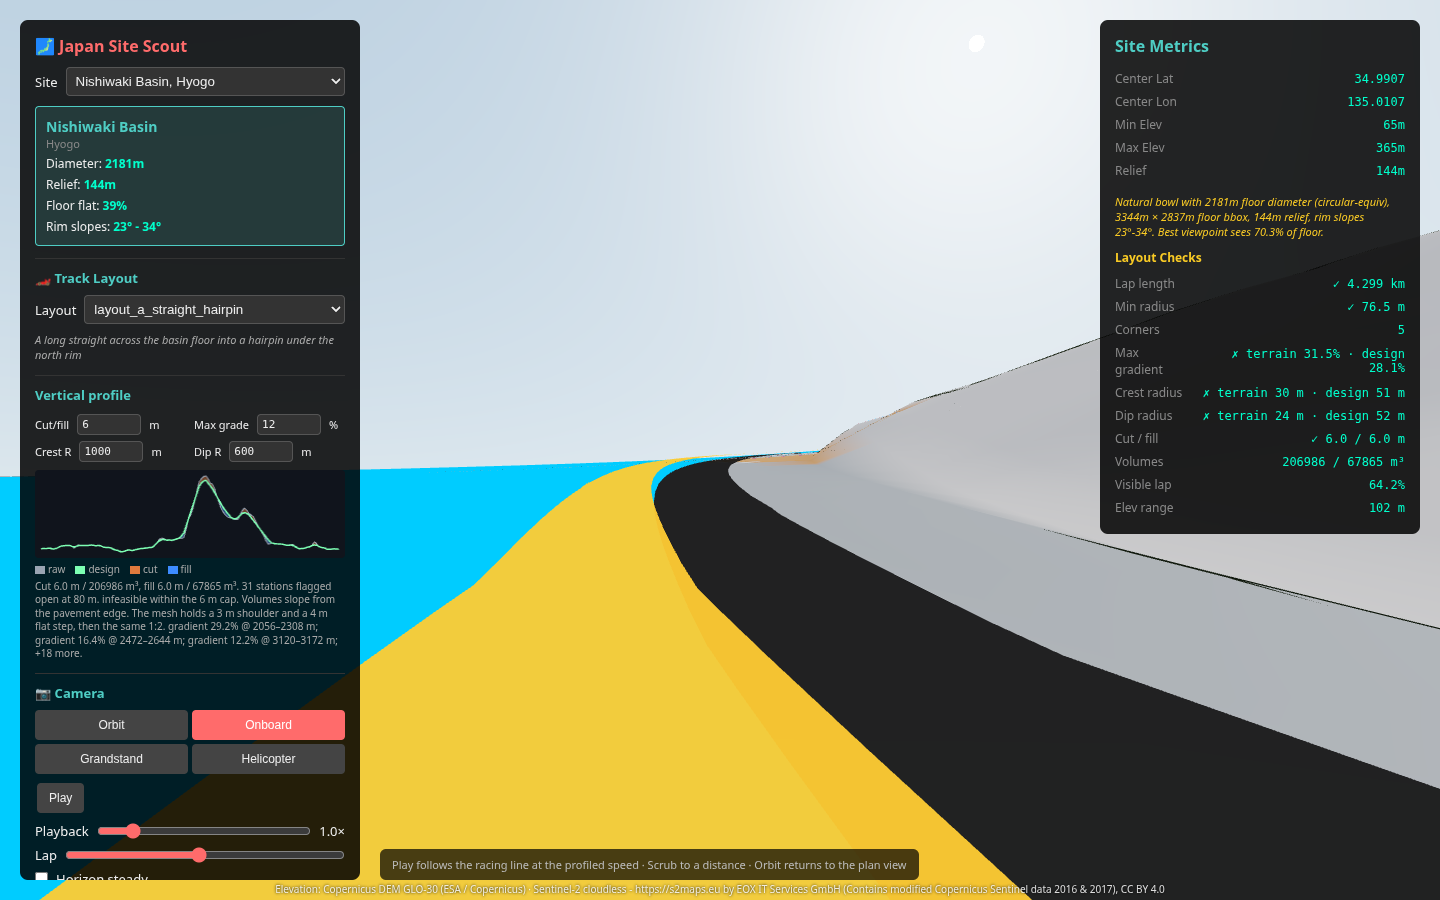 Japan Site Scout
Site Nishiwaki Basin, Hyogo
Nishiwaki Basin
Hyogo
Diameter: 2181m
Relief: 144m
Floor flat: 39%
Rim slopes: 23° - 34°
Track Layout
Layout layout_a_straight_hairpin
A long straight across the basin floor into a hairpin under the
north rim
Vertical profile
Cut/fill 6 m Max grade 12 %
Crest R 1000 m Dip R 600 m
raw design cut fill
Cut 6.0 m / 206986 m³, fill 6.0 m / 67865 m³. 31 stations flagged
open at 80 m. infeasible within the 6 m cap. Volumes slope from
the pavement edge. The mesh holds a 3 m shoulder and a 4 m
flat step, then the same 1:2. gradient 29.2% @ 2056–2308 m;
gradient 16.4% @ 2472–2644 m; gradient 12.2% @ 3120–3172 m;
+18 more.
Camera
Orbit Onboard
Grandstand Helicopter
Play
Playback 1.0×
Lap
Horizon steady
Site Metrics
Center Lat 34.9907
Center Lon 135.0107
Min Elev 65m
Max Elev 365m
Relief 144m
Natural bowl with 2181m floor diameter (circular-equiv),
3344m × 2837m floor bbox, 144m relief, rim slopes
23°-34°. Best viewpoint sees 70.3% of floor.
Layout Checks
Lap length ✓ 4.299 km
Min radius ✓ 76.5 m
Corners 5
Max gradient ✗ terrain 31.5% · design
28.1%
Crest radius ✗ terrain 30 m · design 51 m
Dip radius ✗ terrain 24 m · design 52 m
Cut / fill ✓ 6.0 / 6.0 m
Volumes 206986 / 67865 m³
Visible lap 64.2%
Elev range 102 m
Play follows the racing line at the profiled speed · Scrub to a distance · Orbit returns to the plan view
Elevation: Copernicus DEM GLO-30 (ESA / Copernicus) · Sentinel-2 cloudless - https://s2maps.eu by EOX IT Services GmbH (Contains modified Copernicus Sentinel data 2016 & 2017), CC BY 4.0